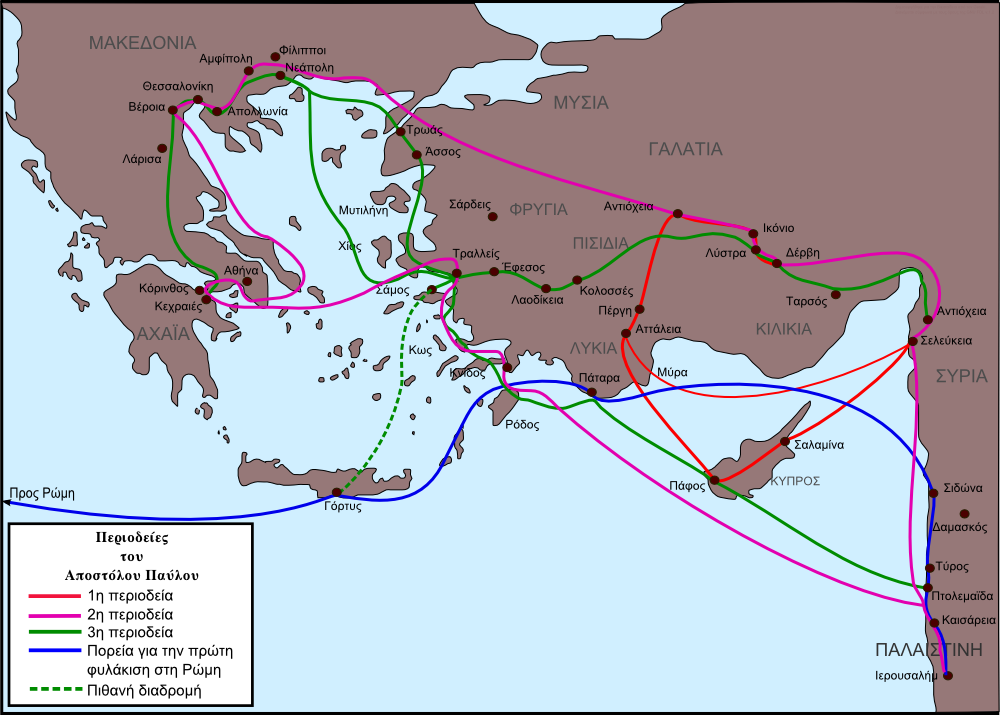 ΜΑΚΕΔΟΝΙΑ
Φίλιπποι
Αμφίπολη
Νεάπολη
Θεσσαλονίκη
Βέροια
Απολλωνία
ΜΥΣΙΑ
Τρωάς
Λάρισα
Άσσος
ΓΑΛΑΤΙΑ
Μυτιλήνη
Σάρδεις
ΦΡΥΓΙΑ
Αντιόχεια
Ικόνιο
Χίος
ΠΙΣΙΔΙΑ
Τραλλείς
Λύστρα
Δέρβη
Αθήνα
Έφεσος
Κόρινθος
Σάμος
Λαοδίκεια
Κολοσσές
Ταρσός
Κεχραιές
Πέργη
Αντιόχεια
ΑΧΑΪΑ
Αττάλεια
ΚΙΛΙΚΙΑ
Σελεύκεια
Κως
ΛΥΚΙΑ
Κνίδος
Πάταρα
Μύρα
ΣΥΡΙΑ
Ρόδος
Σαλαμίνα
Πάφος
ΚΥΠΡΟΣ
Σιδώνα
Προς Ρώμη
Γόρτυς
Δαμασκός
Τύρος
Πτολεμαΐδα
Καισάρεια
ΠΑΛΑΙΣΤΙΝΗ
Ιερουσαλήμ
Περιοδείες
του
Αποστόλου Παύλου
1η περιοδεία
2η περιοδεία
3η περιοδεία
Πορεία για την πρώτη
φυλάκιση στη Ρώμη
Πιθανή διαδρομή